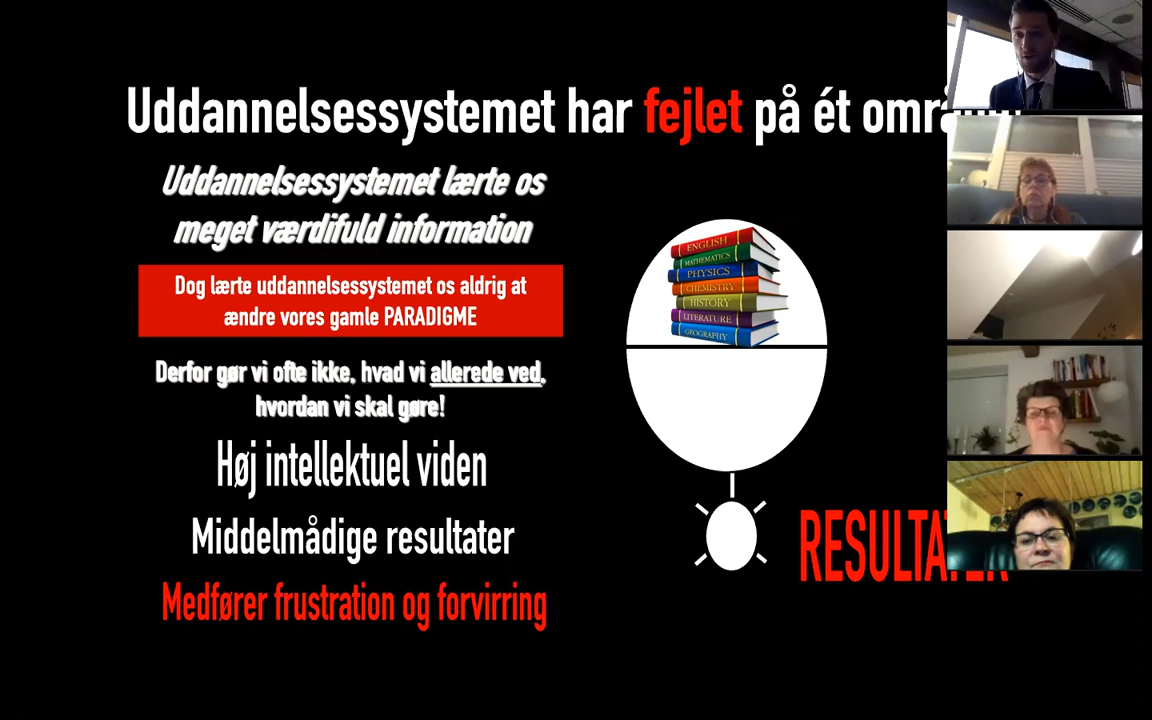 Uddannelsessystemet har fejlet på ét
Uddannelsessystemet lærte os
meget værdifuld information
Dog lærte uddannelsessystemet os aldrig at
ændre vores gamle PARADIGME
Derfor gør vi ofte ikke, hvad vi allerede ved,
hvordan vi skal gøre!
Høj intellektuel viden
Middelmådige resultater
Medfører frustration og forvirring
ENGLISH
MATHEMATICS
PHYSICS
CHEMISTRY
HISTORY
LITERATURE
GEOGRAPHY
RESULTATER